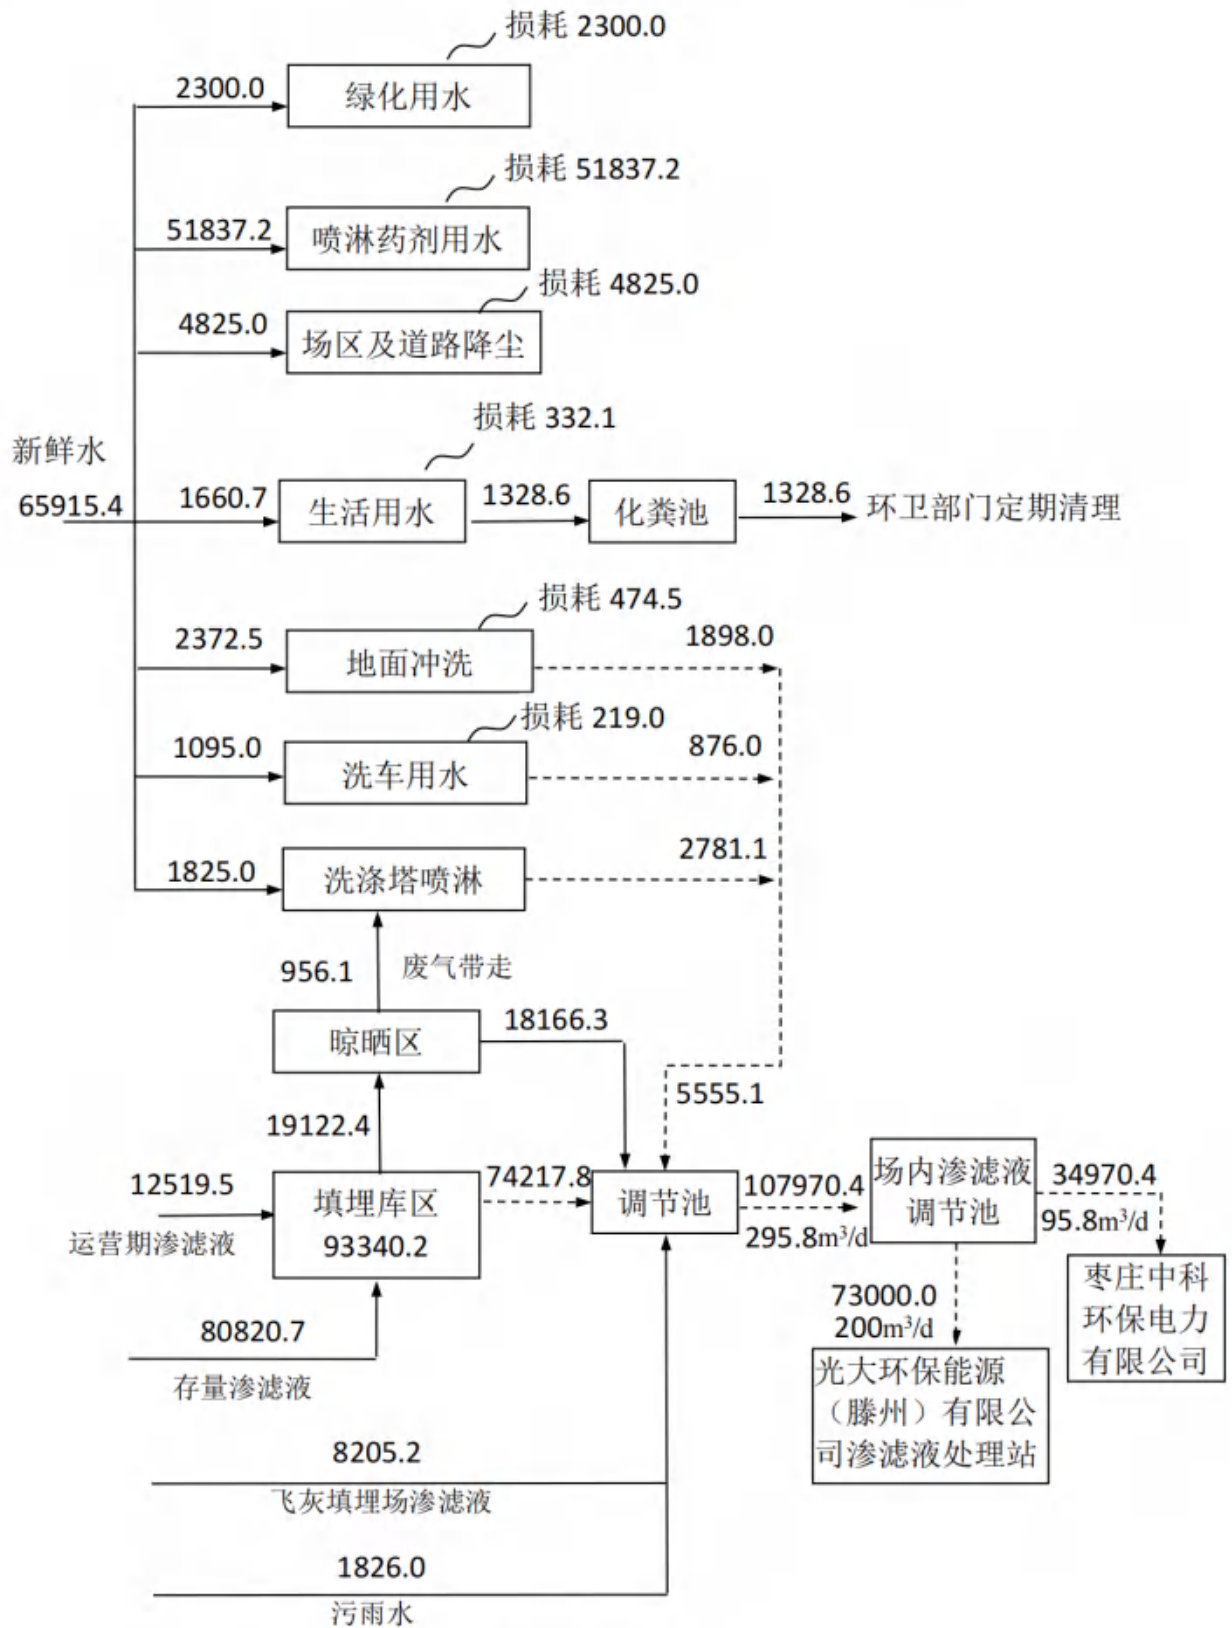 损耗 2300.0
2300.0
绿化用水
损耗 51837.2
51837.2
喷淋药剂用水
损耗 4825.0
4825.0
场区及道路降尘
损耗 332.1
新鲜水
65915.4
1660.7
生活用水
1328.6
化粪池
1328.6
环卫部门定期清理
损耗 474.5
2372.5
地面冲洗
1898.0
损耗 219.0
1095.0
洗车用水
876.0
1825.0
洗涤塔喷淋
2781.1
956.1
废气带走
晾晒区
18166.3
5555.1
19122.4
12519.5
运营期渗滤液
填埋库区
93340.2
74217.8
调节池
107970.4
295.8m³/d
场内渗滤液
调节池
34970.4
95.8m³/d
枣庄中科
环保电力
有限公司
73000.0
200m³/d
光大环保能源
（滕州）有限公
司渗滤液处理站
80820.7
存量渗滤液
8205.2
飞灰填埋场渗滤液
1826.0
污雨水